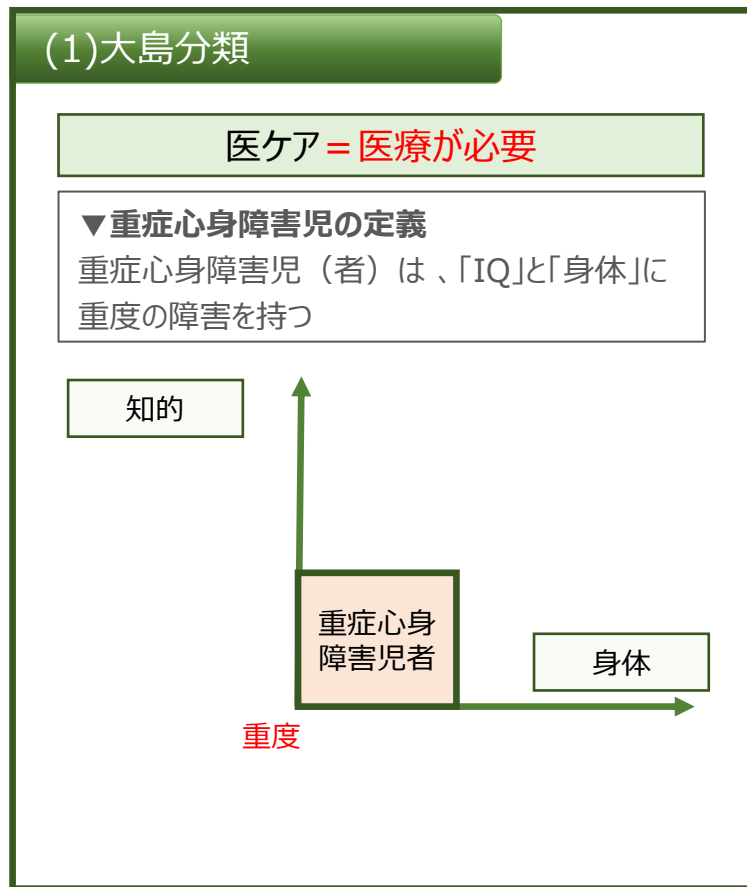 (1)大島分類
医ケア=医療が必要
▼重症心身障害児の定義
重症心身障害児（者）は 、「IQ」と「身体」に
重度の障害を持つ
知的
重症心身
障害児者
身体
重度